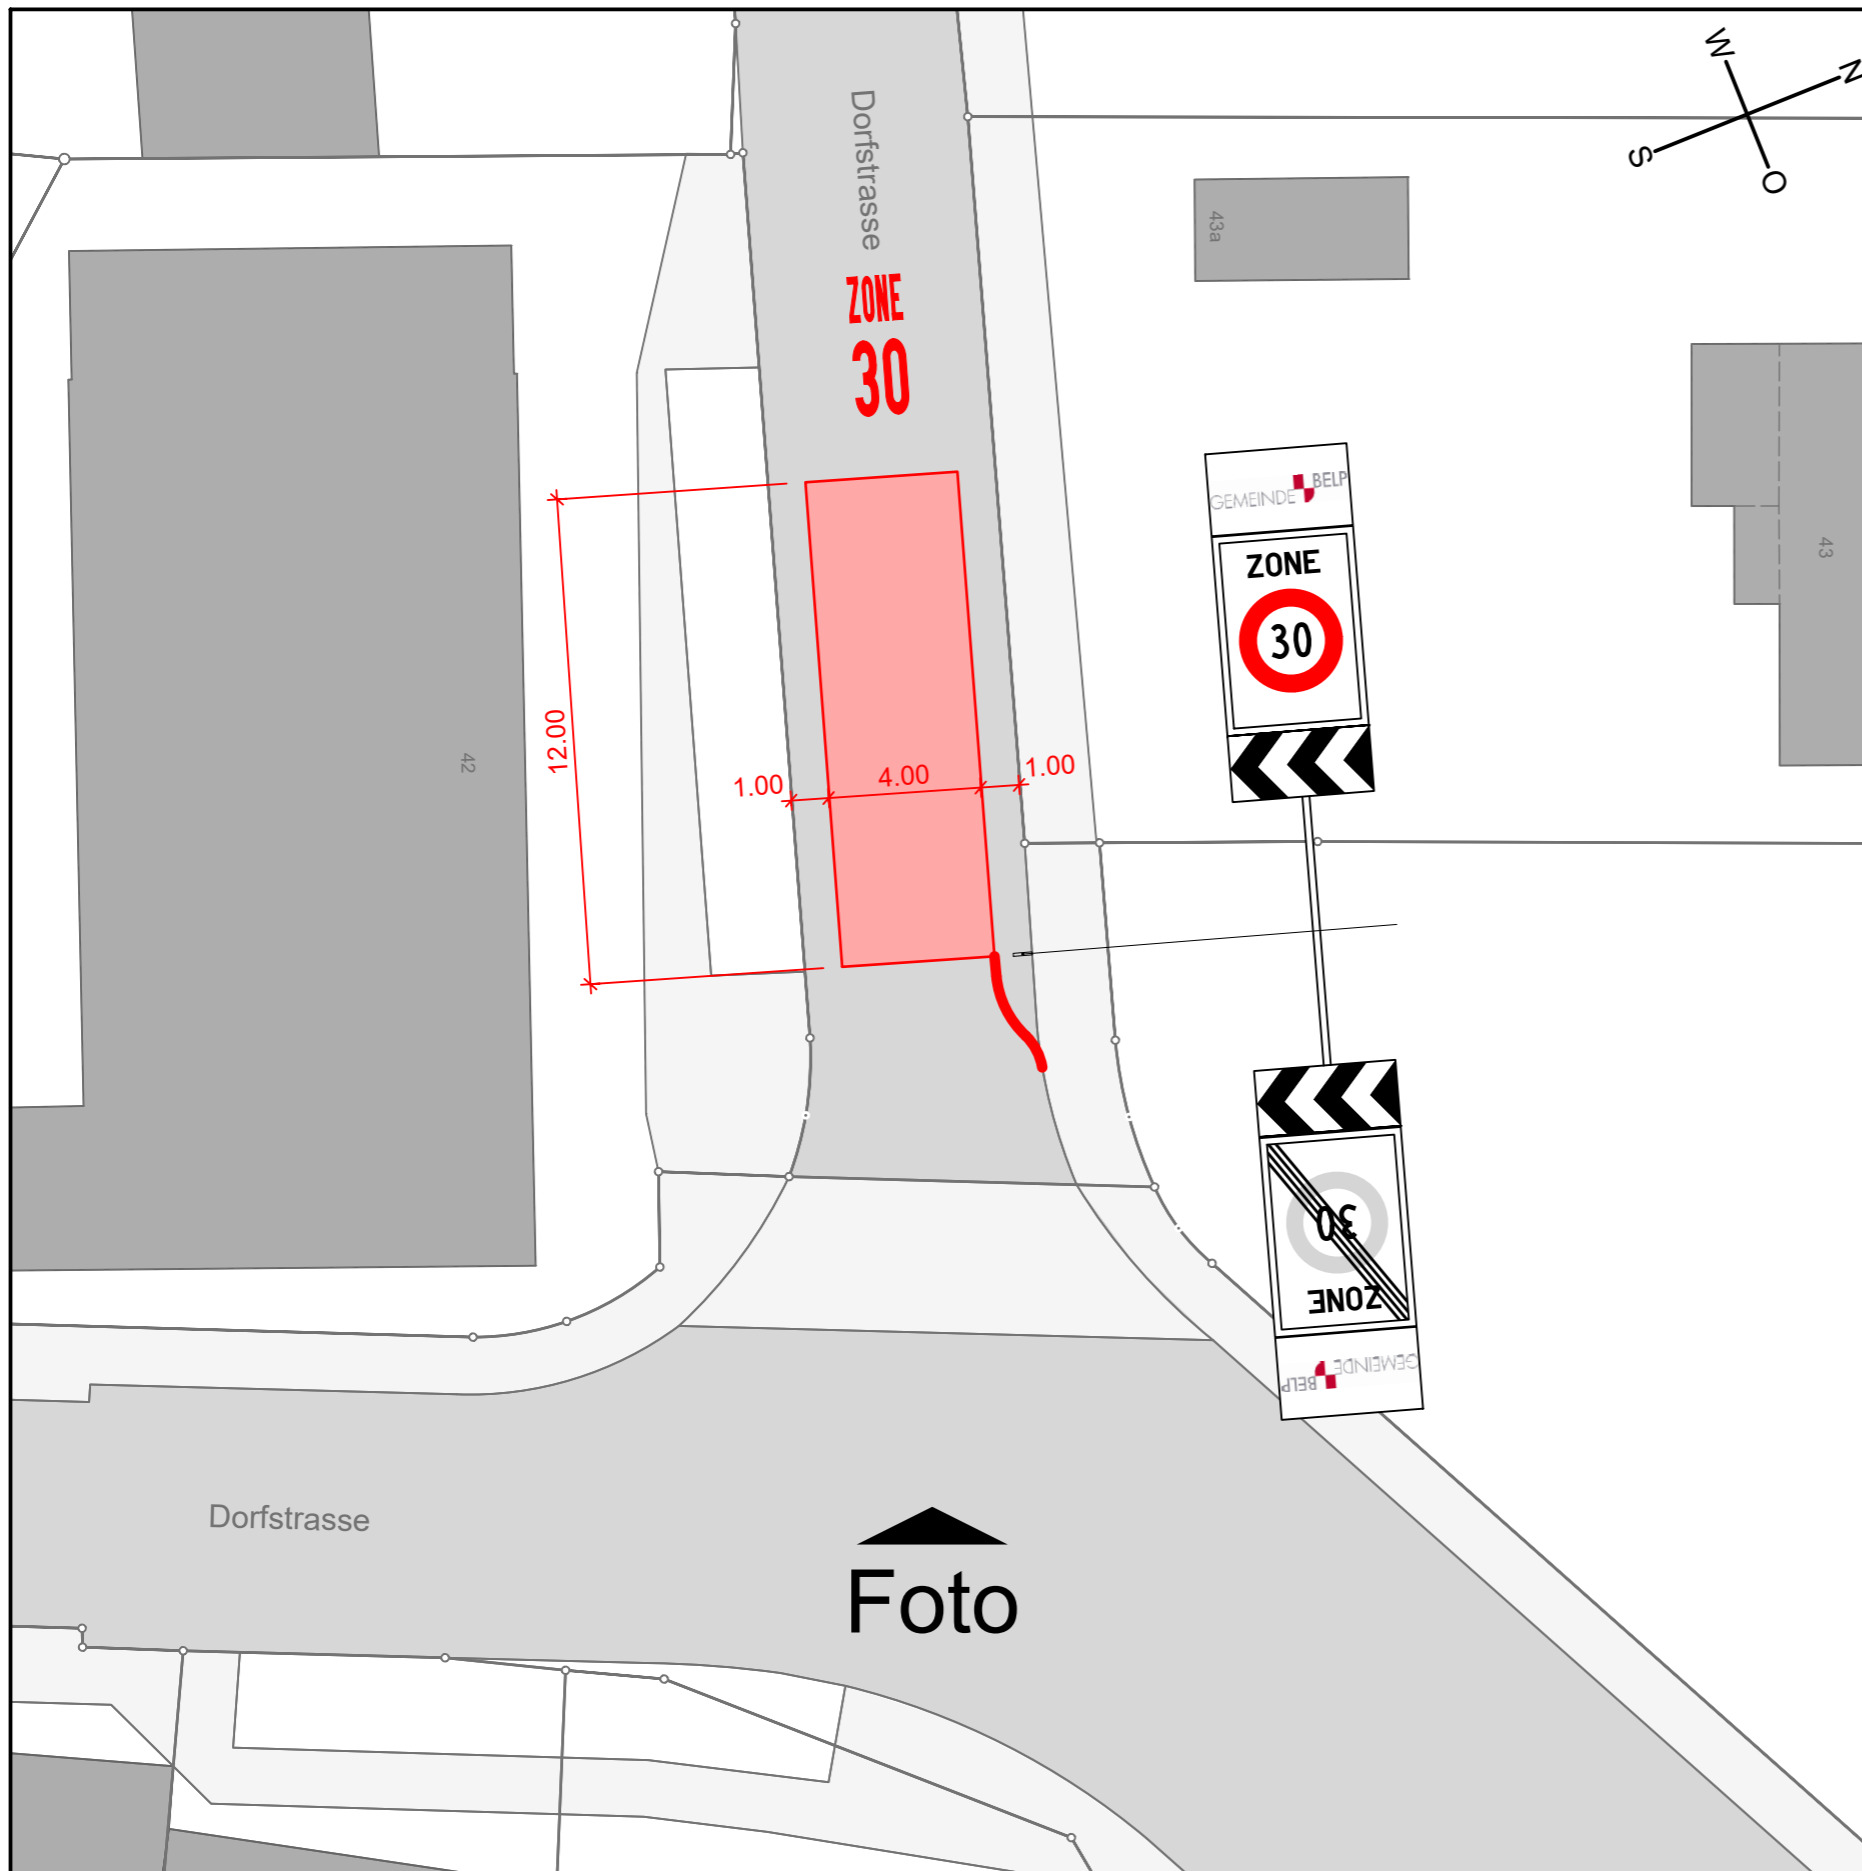 W
N
S
O
Dorfstrasse
43a
ZONE
30
43
GEMEINDE BELP
ZONE
30
12.00
42
1.00
4.00
1.00
30
ZONE
GEMEINDE BELP
Dorfstrasse
Foto